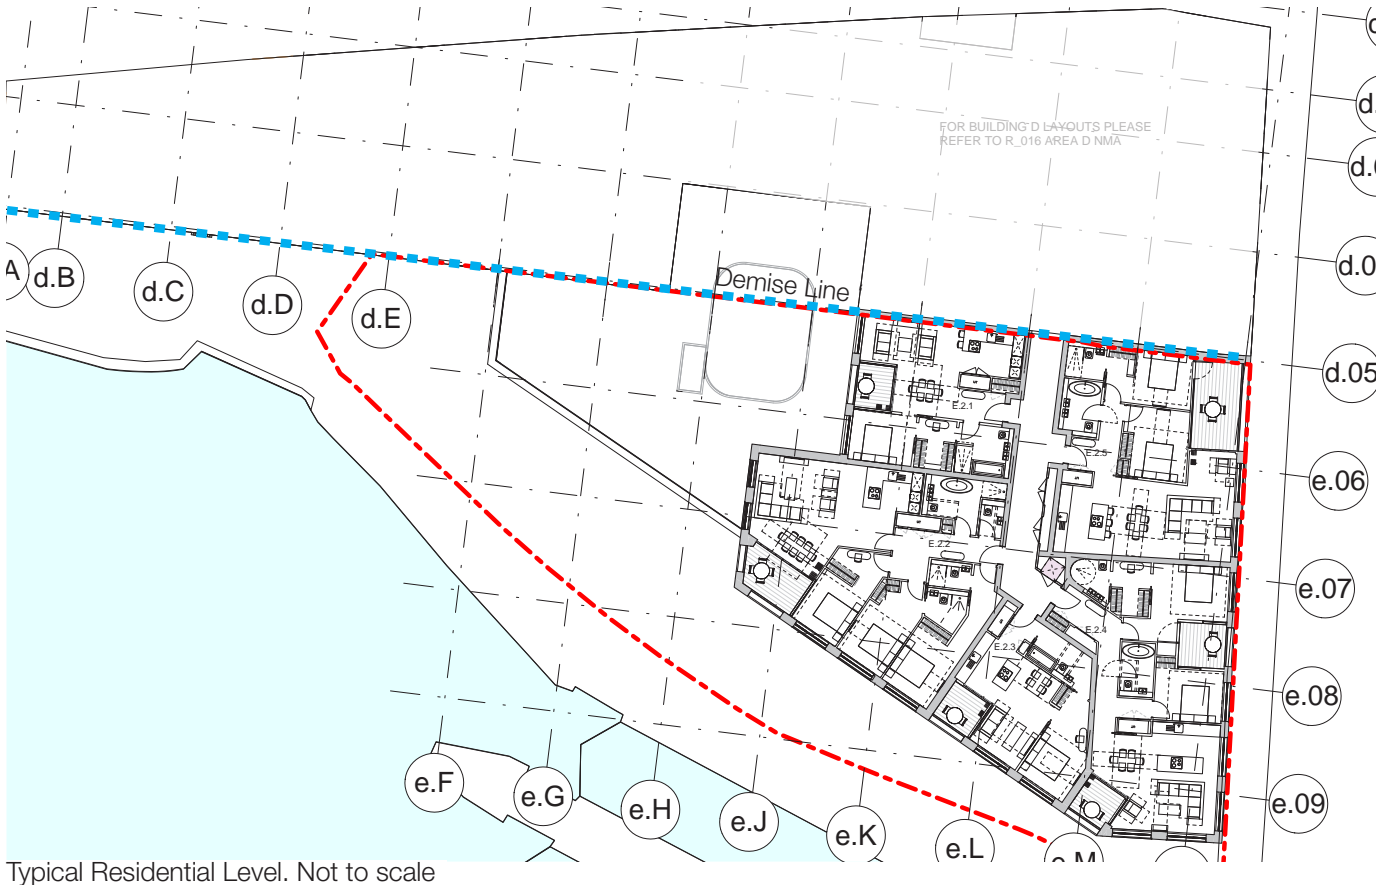 FOR BUILDING D LAYOUTS PLEASE
REFER TO R_016 AREA D NMA
A
d.B
d.C
d.D
d.E
Demise Line
d.05
e.06
e.07
e.08
e.09
E.2.1
E.2.5
E.2.2
E.2.4
E.2.3
e.F
e.G
e.H
e.J
e.K
e.L
e.M
Typical Residential Level. Not to scale